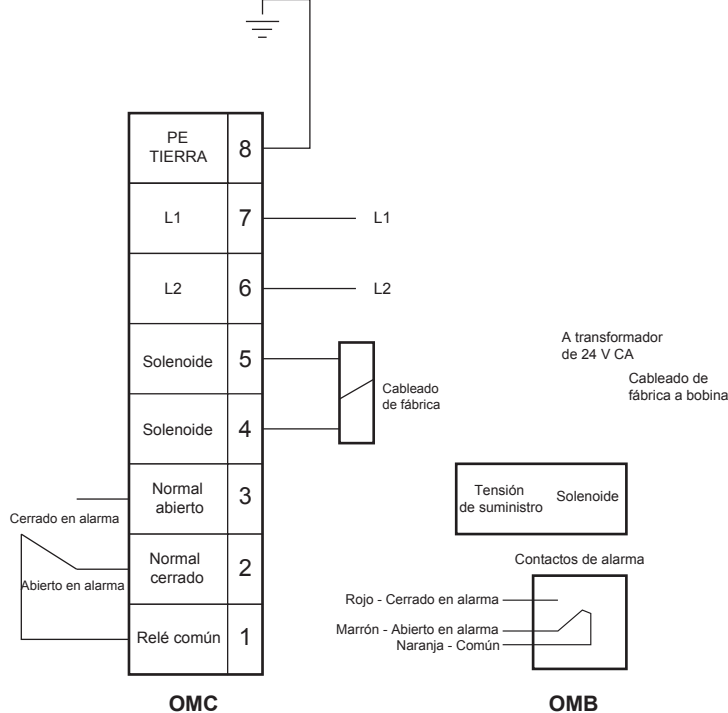 PE
TIERRA
8
L1
7
L1
L2
6
L2
Solenoide
5
Solenoide
4
Cableado
de fábrica
Normal
abierto
3
Cerrado en alarma
Normal
cerrado
2
Abierto en alarma
Relé común
1
OMC
A transformador
de 24 V CA
Cableado de
fábrica a bobina
Tensión
de suministro
Solenoide
Contactos de alarma
Rojo - Cerrado en alarma
Marrón - Abierto en alarma
Naranja - Común
OMB